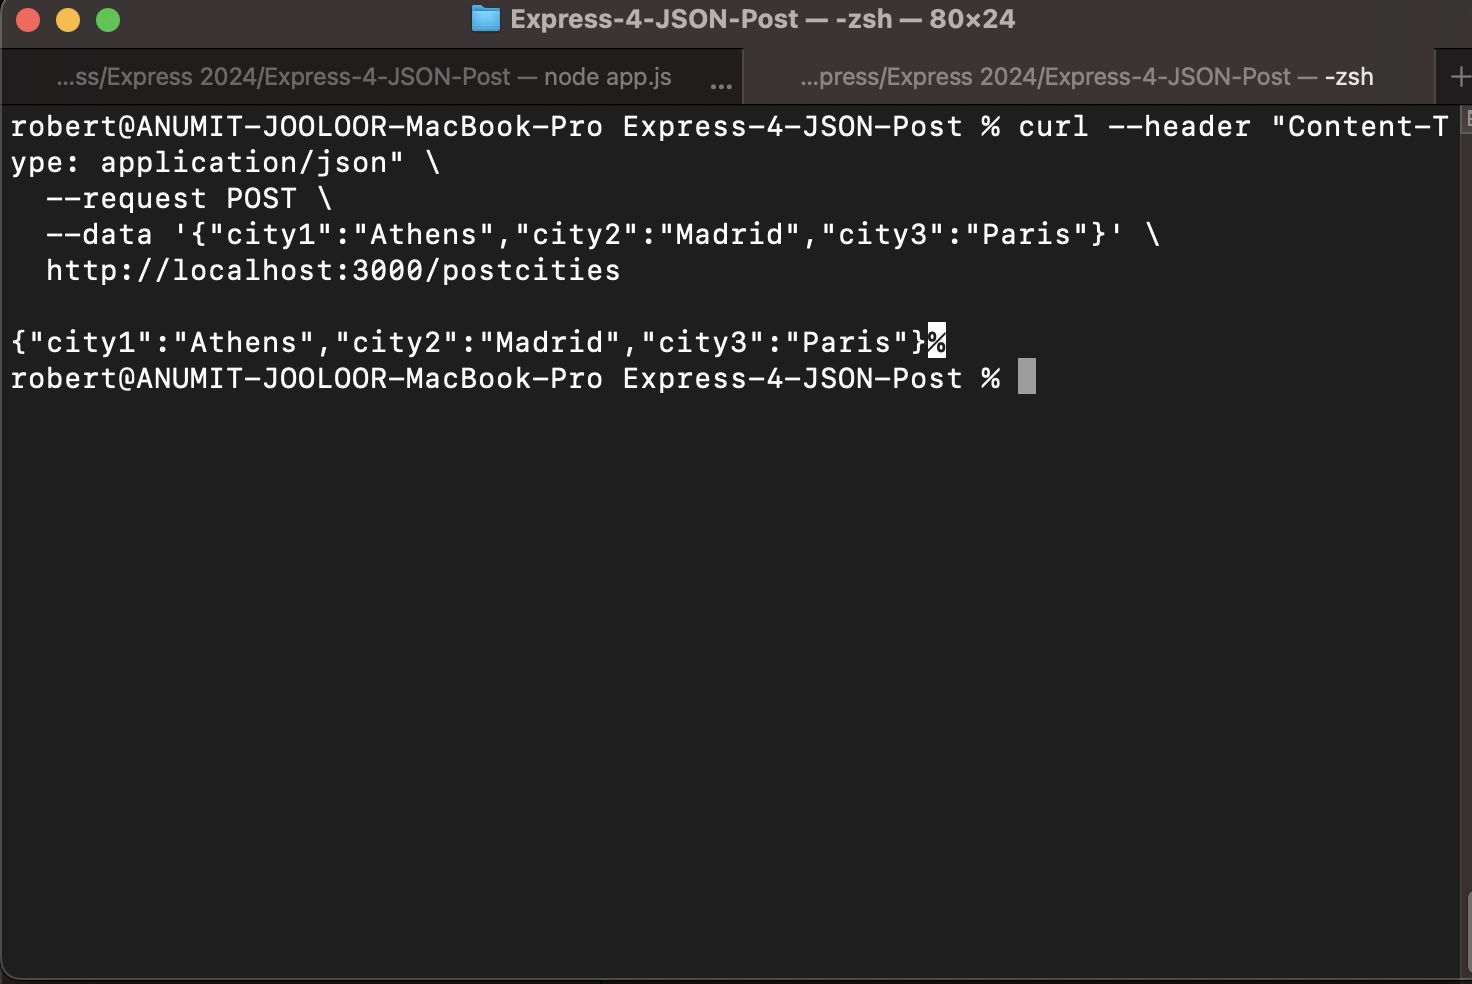 Express-4-JSON-Post — -zsh — 80×24
...ss/Express 2024/Express-4-JSON-Post — node app.js ...
...press/Express 2024/Express-4-JSON-Post — -zsh +
robert@ANUMIT-JOOLOOR-MacBook-Pro Express-4-JSON-Post % curl --header "Content-T
ype: application/json" \
  --request POST \
  --data '{"city1":"Athens","city2":"Madrid","city3":"Paris"}' \
  http://localhost:3000/postcities

{"city1":"Athens","city2":"Madrid","city3":"Paris"}%
robert@ANUMIT-JOOLOOR-MacBook-Pro Express-4-JSON-Post %